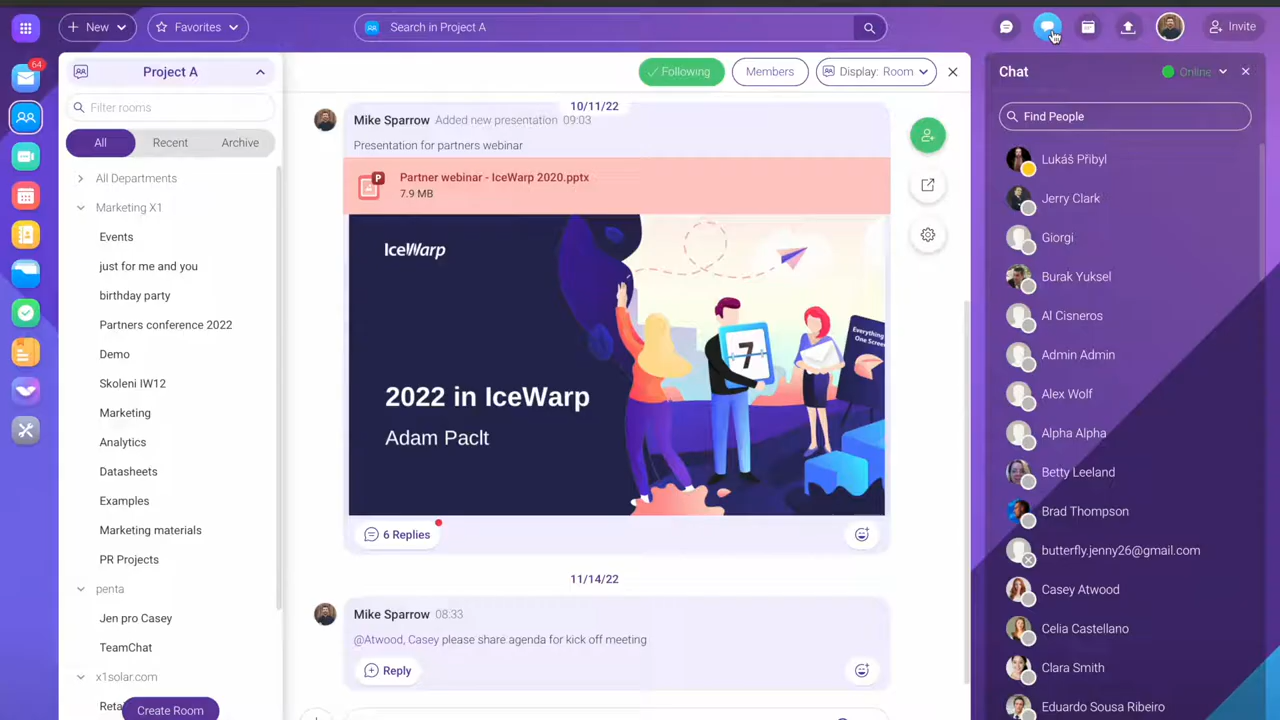 New
Favorites
Search in Project A
Invite
64
Project A
Filter rooms
All
Recent
Archive
All Departments
Marketing X1
Events
just for me and you
birthday party
Partners conference 2022
Demo
Skoleni IW12
Marketing
Analytics
Datasheets
Examples
Marketing materials
PR Projects
penta
Jen pro Casey
TeamChat
x1solar.com
Reta
Create Room
Following
Members
Display: Room
10/11/22
Mike Sparrow Added new presentation 09:03
Presentation for partners webinar
P
Partner webinar - IceWarp 2020.pptx
7.9 MB
IceWarp
7
Everything
One Screen
2022 in IceWarp
Adam Paclt
6 Replies
11/14/22
Mike Sparrow 08:33
@Atwood, Casey please share agenda for kick off meeting
Reply
Chat
Online
Find People
Lukáš Přibyl
Jerry Clark
Giorgi
Burak Yuksel
Al Cisneros
Admin Admin
Alex Wolf
Alpha Alpha
Betty Leeland
Brad Thompson
butterfly.jenny26@gmail.com
Casey Atwood
Celia Castellano
Clara Smith
Eduardo Sousa Ribeiro